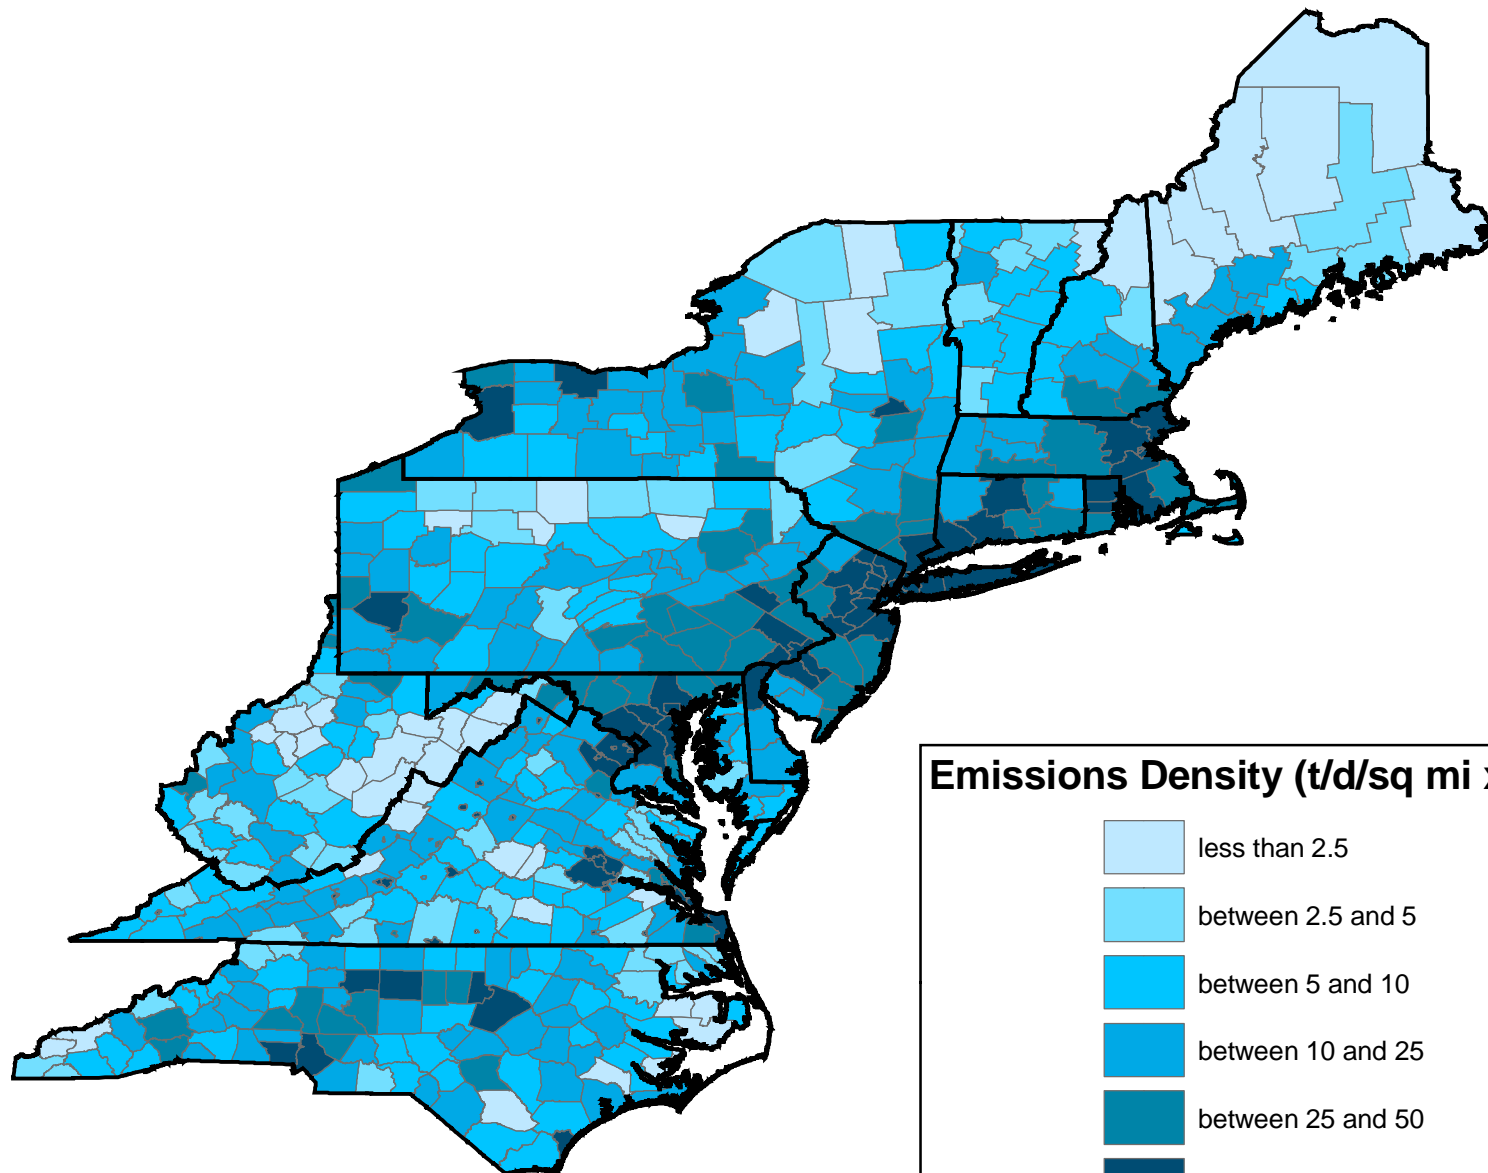 Emissions Density (t/d/sq mi x
less than 2.5
between 2.5 and 5
between 5 and 10
between 10 and 25
between 25 and 50